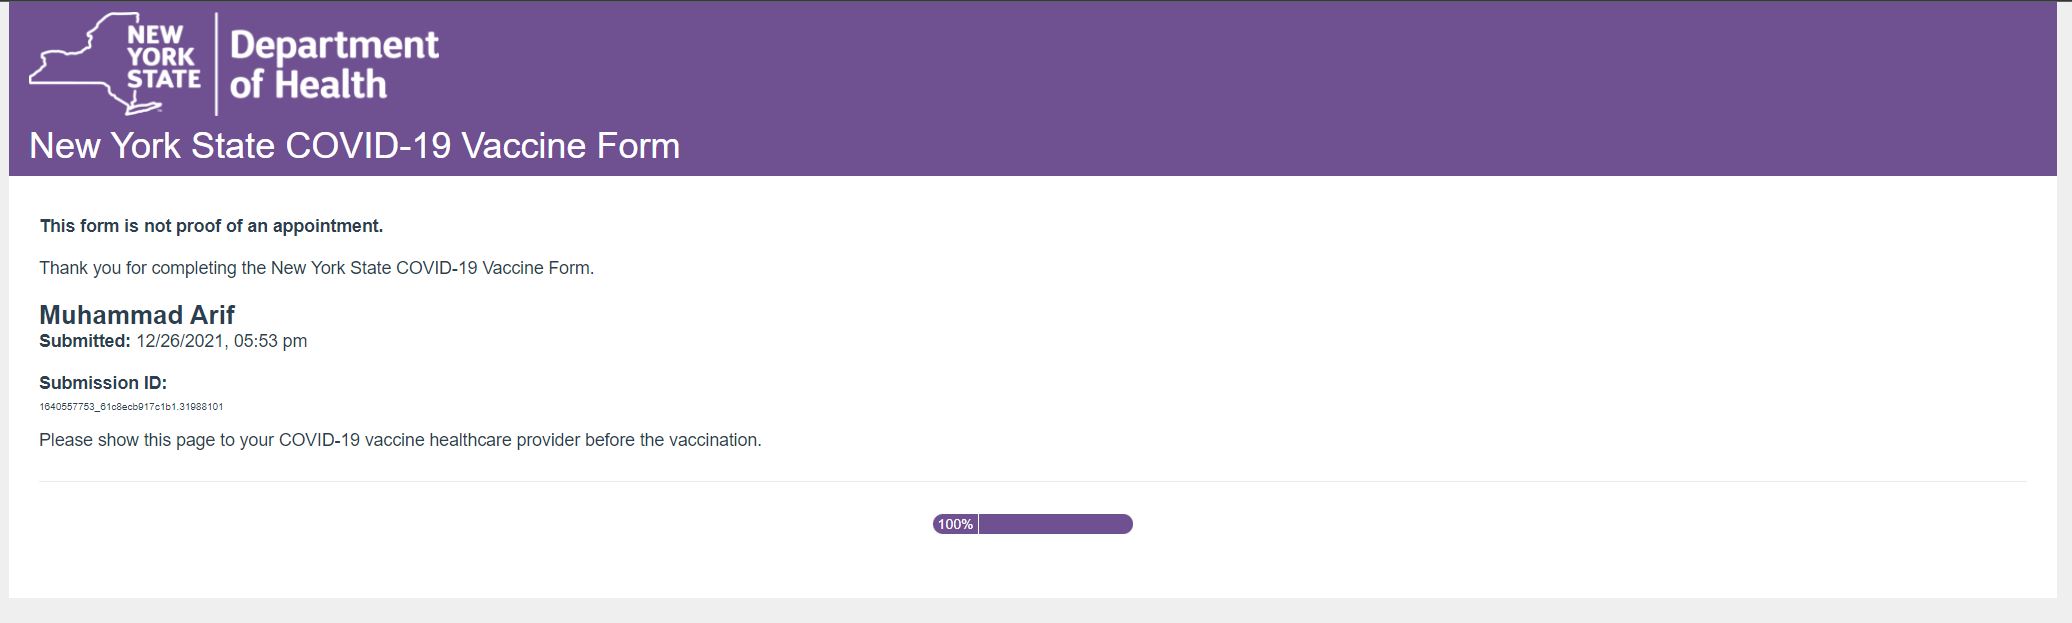 NEW
YORK
STATE
Department
of Health
New York State COVID-19 Vaccine Form
This form is not proof of an appointment.
Thank you for completing the New York State COVID-19 Vaccine Form.
Muhammad Arif
Submitted: 12/26/2021, 05:53 pm
Submission ID:
1640557753_61c8ecb917c1b1.31988101
Please show this page to your COVID-19 vaccine healthcare provider before the vaccination.
100%